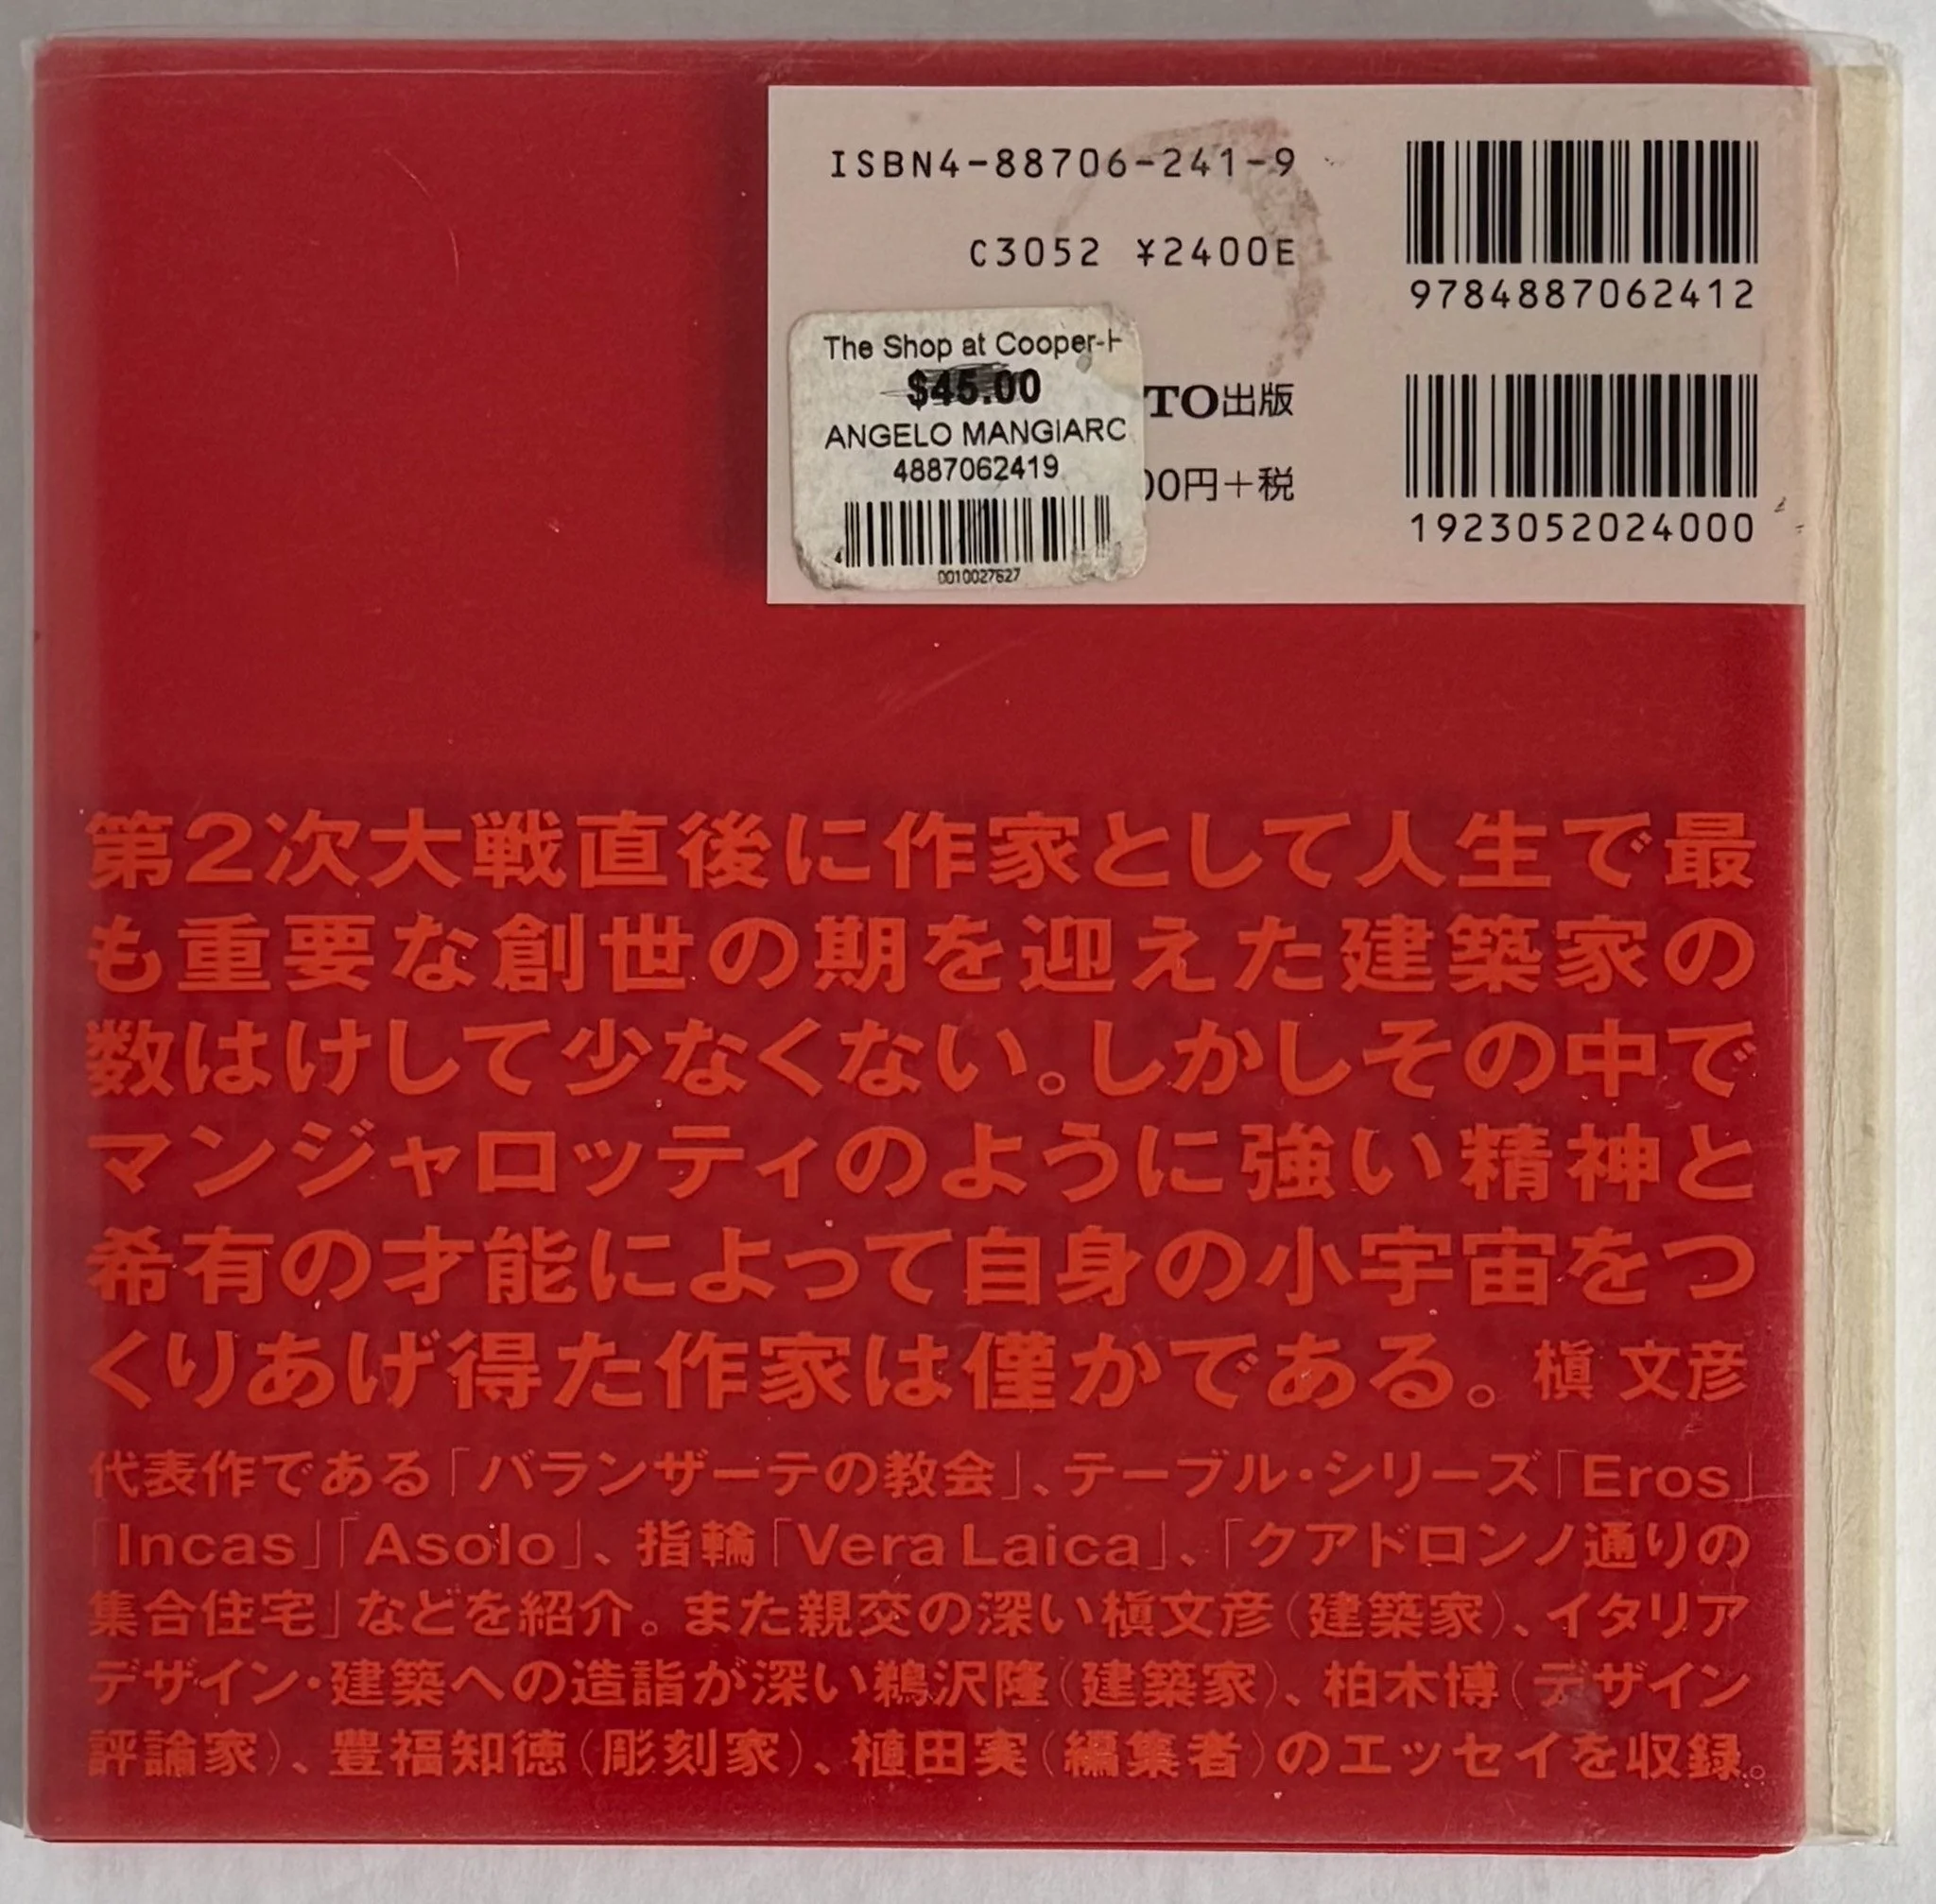 ISBN4-88706-241-9
C3052 ¥2400E
9784887062412
The Shop at Cooper-H
$45.00
ANGELO MANGIARC
4887062419
0010027627
TO出版
00円+税
1923052024000
第2次大戦直後に作家として人生で最
も重要な創世の期を迎えた建築家の
数はけして少なくない。しかしその中で
マンジャロッティのように強い精神と
希有の才能によって自身の小宇宙をつ
くりあげ得た作家は僅かである。槇 文彦
代表作である「バランザーテの教会」、テーブル・シリーズ「Eros」
「Incas」「Asolo」、指輪「Vera Laica」、「クアドロンノ通りの
集合住宅」などを紹介。また親交の深い槇文彦(建築家)、イタリア
デザイン・建築への造詣が深い鵜沢隆(建築家)、柏木博(デザイン
評論家)、豊福知徳(彫刻家)、植田実(編集者)のエッセイを収録。